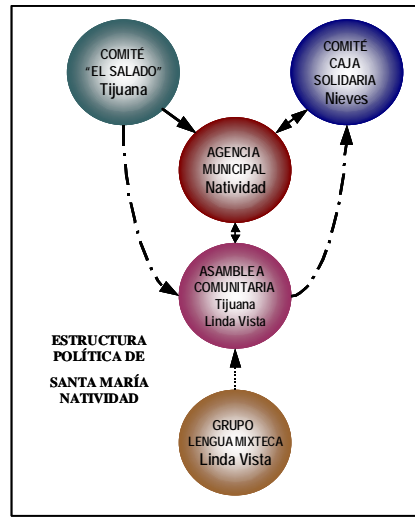 COMITÉ
"EL SALADO"
Tijuana
COMITÉ
CAJA
SOLIDARIA
Nieves
AGENCIA
MUNICIPAL
Natividad
ASAMBLEA
COMUNITARIA
Tijuana
Linda Vista
ESTRUCTURA
POLÍTICA DE
SANTA MARÍA
NATIVIDAD
GRUPO
LENGUA MIXTECA
Linda Vista